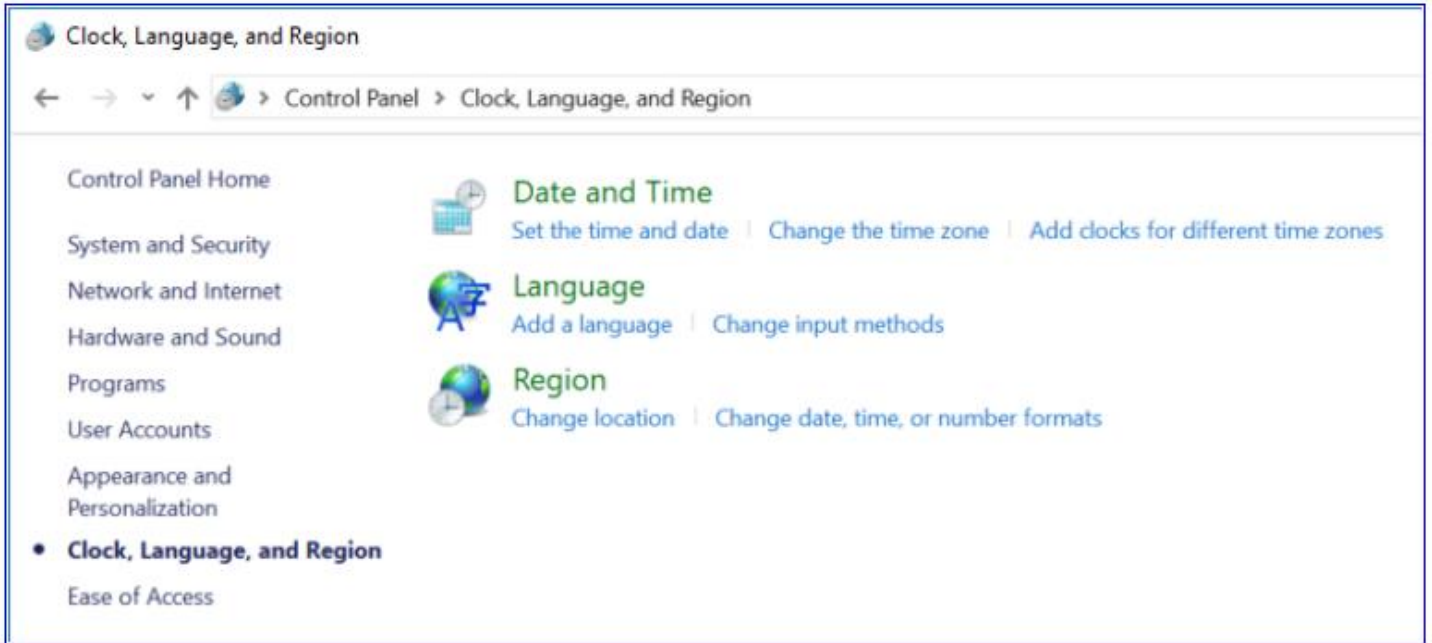 Clock, Language, and Region
Control Panel > Clock, Language, and Region
Control Panel Home
System and Security
Network and Internet
Hardware and Sound
Programs
User Accounts
Appearance and
Personalization
Clock, Language, and Region
Ease of Access
Date and Time
Set the time and date | Change the time zone | Add clocks for different time zones
Language
Add a language | Change input methods
Region
Change location | Change date, time, or number formats